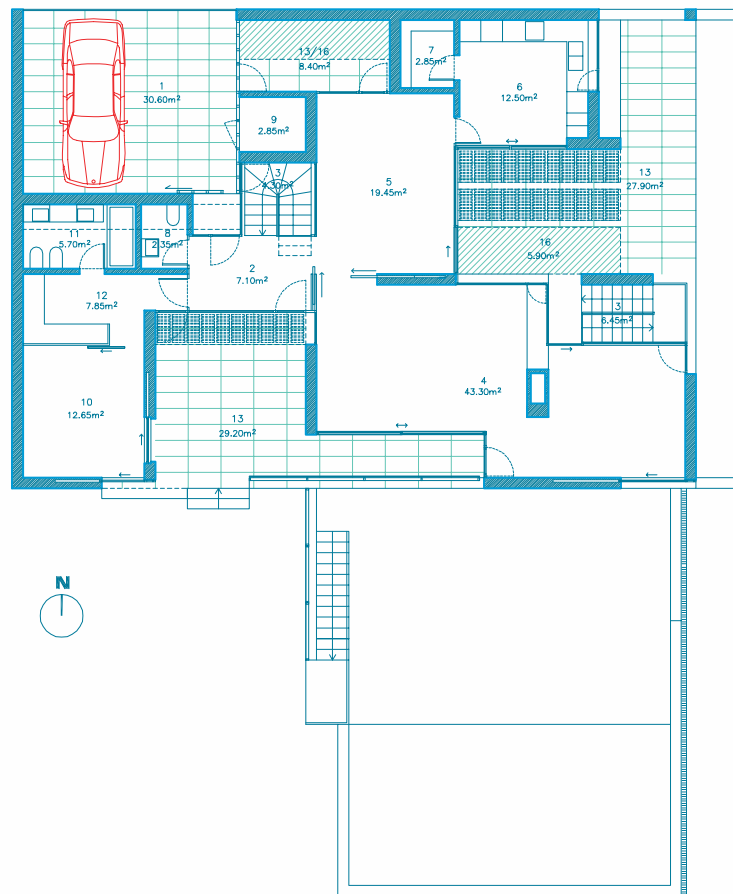 13/16
8.40m²
7
2.85m²
1
30.60m²
6
12.50m²
9
2.85m²
3
4.30m²
5
19.45m²
13
27.90m²
11
5.70m²
8
2.35m²
16
5.90m²
2
7.10m²
12
7.85m²
3
6.45m²
4
43.30m²
10
12.65m²
13
29.20m²
N